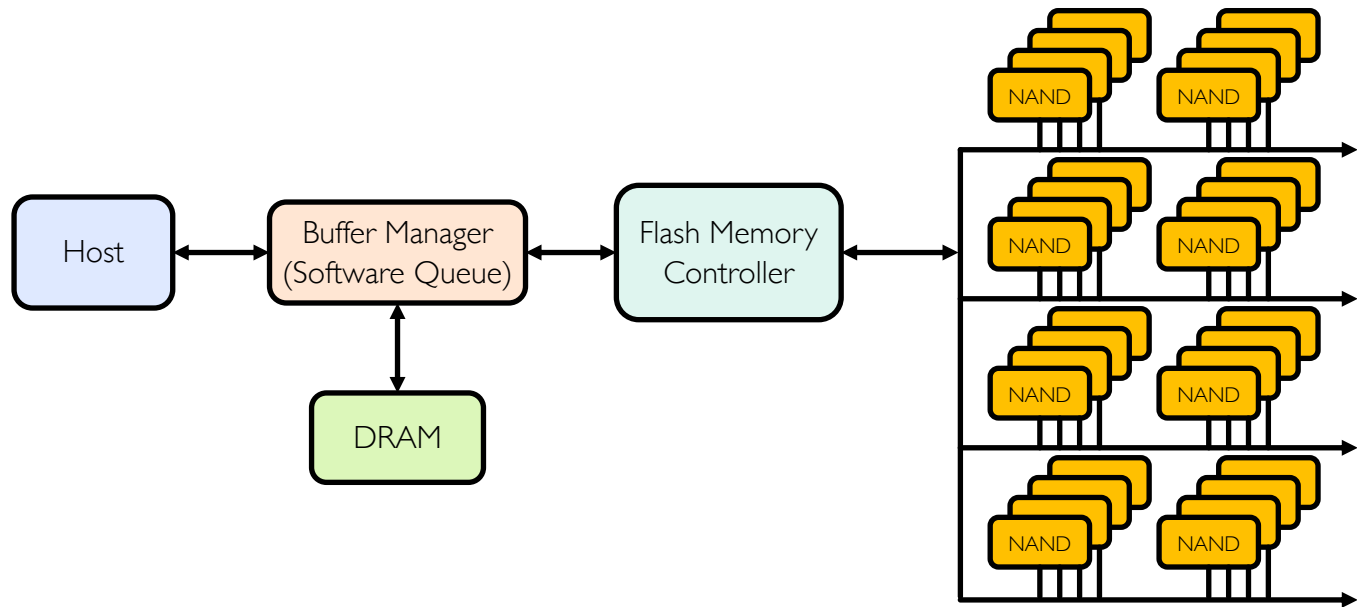 Host
Buffer Manager
(Software Queue)
DRAM
Flash Memory
Controller
NAND
NAND
NAND
NAND
NAND
NAND
NAND
NAND